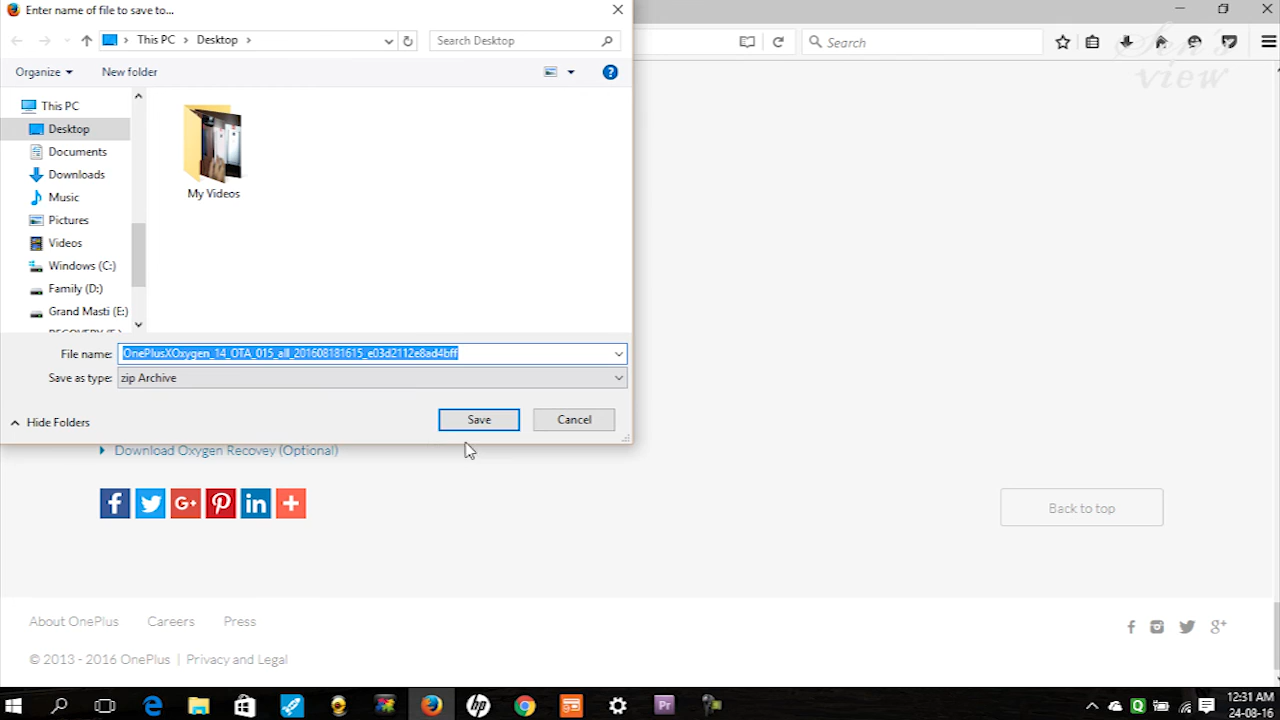 Enter name of file to save to...
This PC
Desktop
Search Desktop
Search
view
Organize
New folder
This PC
Desktop
Documents
Downloads
Music
Pictures
Videos
Windows (C:)
Family (D:)
Grand Masti (E:)
My Videos
File name:
OnePlusXOxygen_14_OTA_015_all_201608181615_e03d2112e8ad4bff
Save as type:
zip Archive
Hide Folders
Save
Cancel
Download Oxygen Recovey (Optional)
Back to top
About OnePlus
Careers
Press
© 2013 - 2016 OnePlus | Privacy and Legal
hp
Pr
12:31 AM
24-08-16